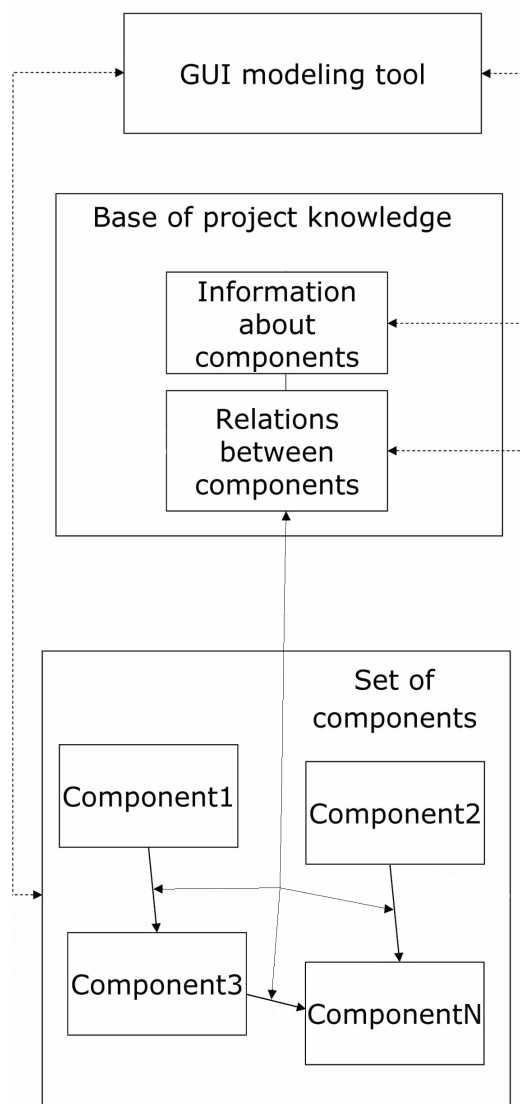 GUI modeling tool
Base of project knowledge
Information
about
components
Relations
between
components
Set of
components
Component1
Component2
Component3
ComponentN